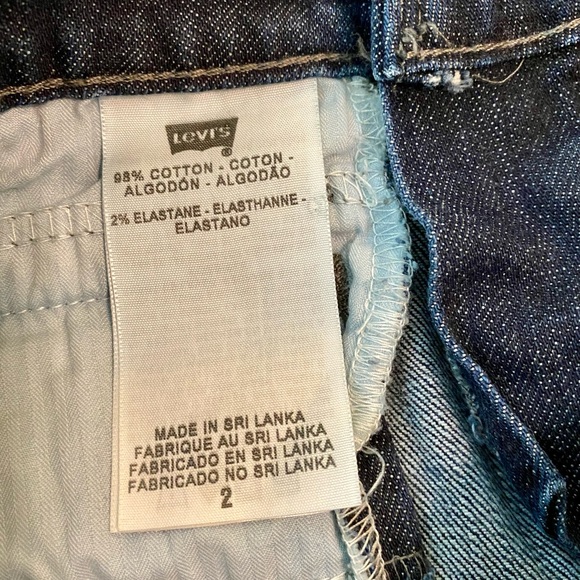 Levi's
®
98% COTTON - COTON -
ALGODÓN - ALGODÃO
2% ELASTANE - ELASTHANNE -
ELASTANO
MADE IN SRI LANKA
FABRIQUE AU SRI LANKA
FABRICADO EN SRI LANKA
FABRICADO NO SRI LANKA
2